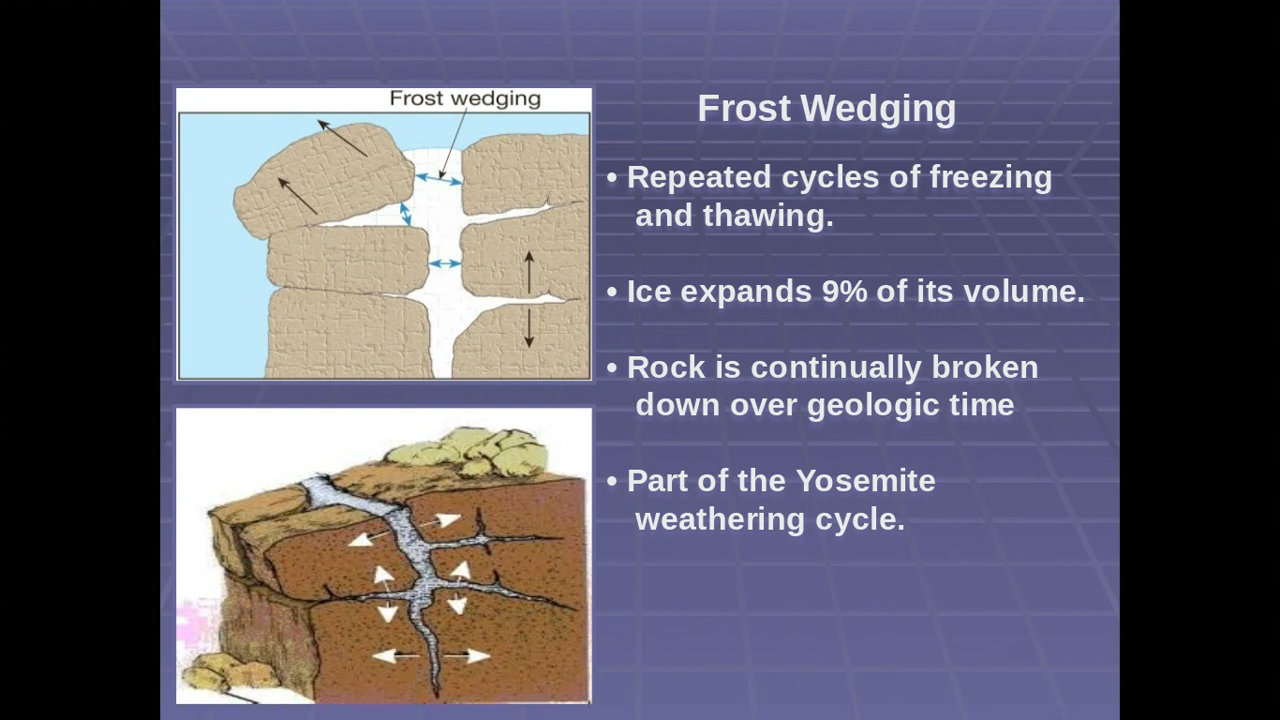 Frost wedging
Frost Wedging
• Repeated cycles of freezing
and thawing.
• Ice expands 9% of its volume.
• Rock is continually broken
down over geologic time
• Part of the Yosemite
weathering cycle.